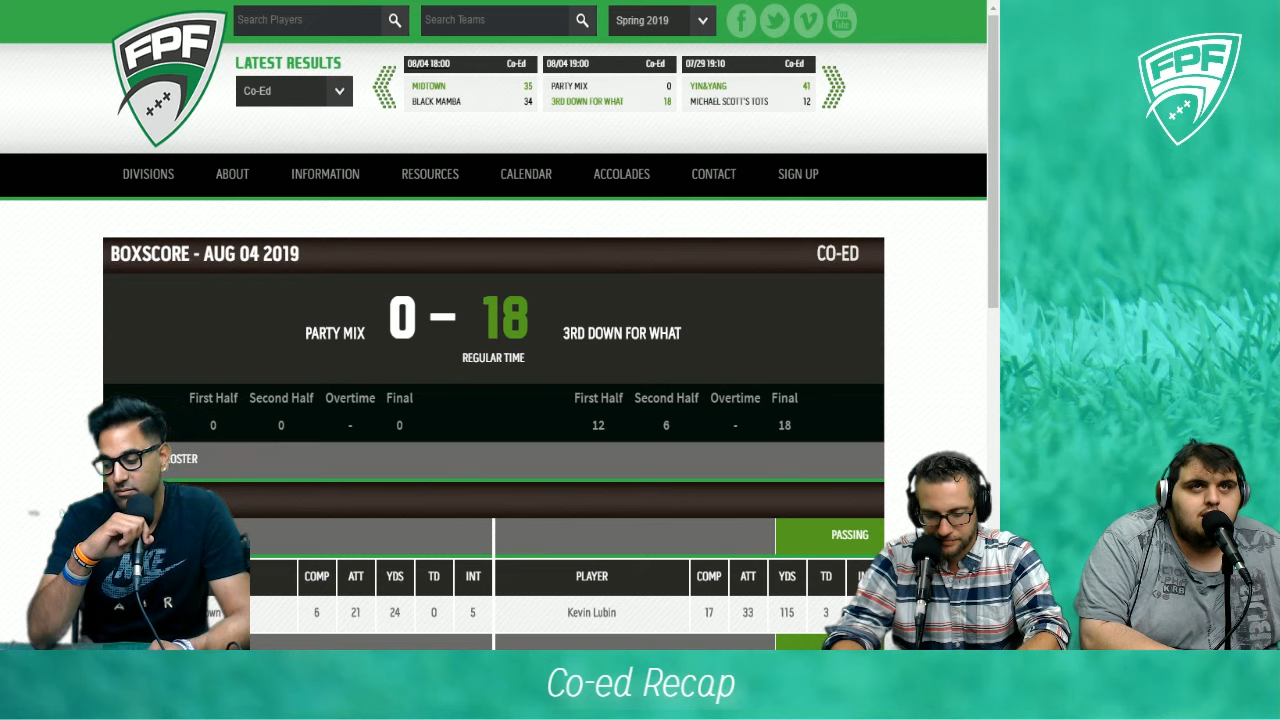 Search Players
Search Teams
Spring 2019
You
Tube
FPF
LATEST RESULTS
Co-Ed
08/04 18:00 Co-Ed
MIDTOWN 35
BLACK MAMBA 34
08/04 19:00 Co-Ed
PARTY MIX 0
3RD DOWN FOR WHAT 18
07/29 19:10 Co-Ed
YIN&YANG 41
MICHAEL SCOTT'S TOTS 12
FPF
DIVISIONS ABOUT INFORMATION RESOURCES CALENDAR ACCOLADES CONTACT SIGN UP
BOXSCORE - AUG 04 2019 CO-ED
PARTY MIX 0 – 18 3RD DOWN FOR WHAT
REGULAR TIME
First Half Second Half Overtime Final First Half Second Half Overtime Final
0 0 - 0 12 6 - 18
OSTER
PASSING
COMP ATT YDS TD INT PLAYER COMP ATT YDS TD
own 6 21 24 0 5 Kevin Lubin 17 33 115 3
NIKE
AIR
Co-ed Recap